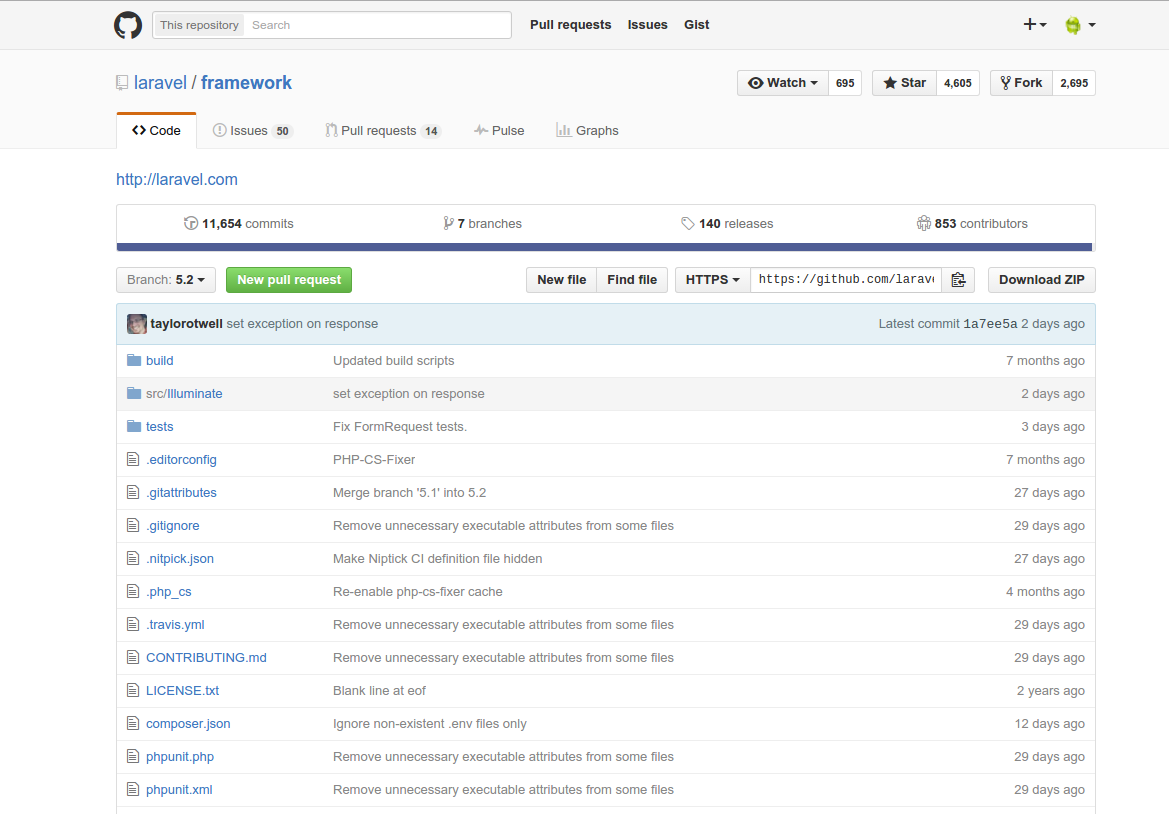 This repository Search Pull requests Issues Gist
laravel / framework Watch 695 Star 4,605 Fork 2,695
Code Issues 50 Pull requests 14 Pulse Graphs
http://laravel.com
11,654 commits 7 branches 140 releases 853 contributors
Branch: 5.2 New pull request New file Find file HTTPS https://github.com/larave Download ZIP
taylorotwell set exception on response Latest commit 1a7ee5a 2 days ago
build Updated build scripts 7 months ago
src/Illuminate set exception on response 2 days ago
tests Fix FormRequest tests. 3 days ago
.editorconfig PHP-CS-Fixer 7 months ago
.gitattributes Merge branch '5.1' into 5.2 27 days ago
.gitignore Remove unnecessary executable attributes from some files 29 days ago
.nitpick.json Make Niptick CI definition file hidden 27 days ago
.php_cs Re-enable php-cs-fixer cache 4 months ago
.travis.yml Remove unnecessary executable attributes from some files 29 days ago
CONTRIBUTING.md Remove unnecessary executable attributes from some files 29 days ago
LICENSE.txt Blank line at eof 2 years ago
composer.json Ignore non-existent .env files only 12 days ago
phpunit.php Remove unnecessary executable attributes from some files 29 days ago
phpunit.xml Remove unnecessary executable attributes from some files 29 days ago